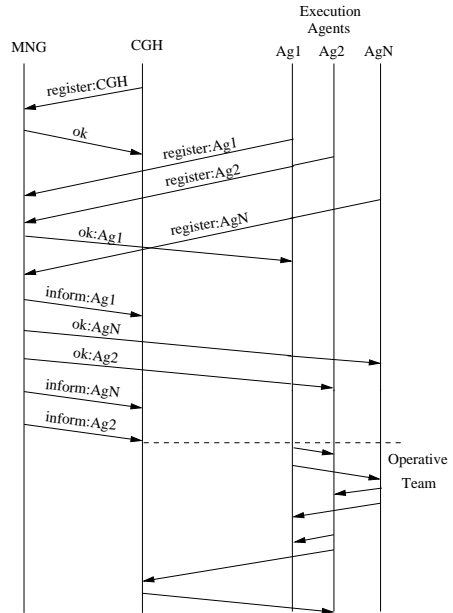 Execution
Agents
MNG
CGH
Ag1
Ag2
AgN
register:CGH
ok
register:Ag1
register:Ag2
register:AgN
ok:Ag1
inform:Ag1
ok:AgN
ok:Ag2
inform:AgN
inform:Ag2
Operative
Team